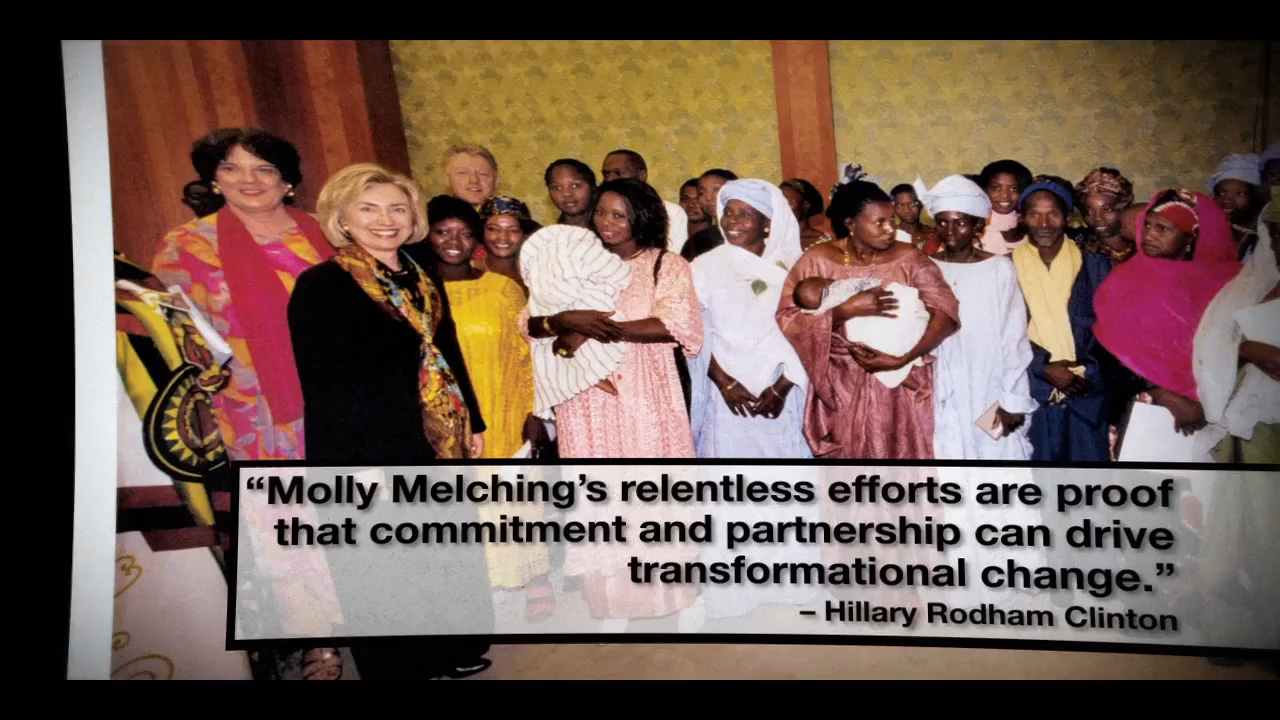 “Molly Melching’s relentless efforts are proof
that commitment and partnership can drive
transformational change.”
– Hillary Rodham Clinton